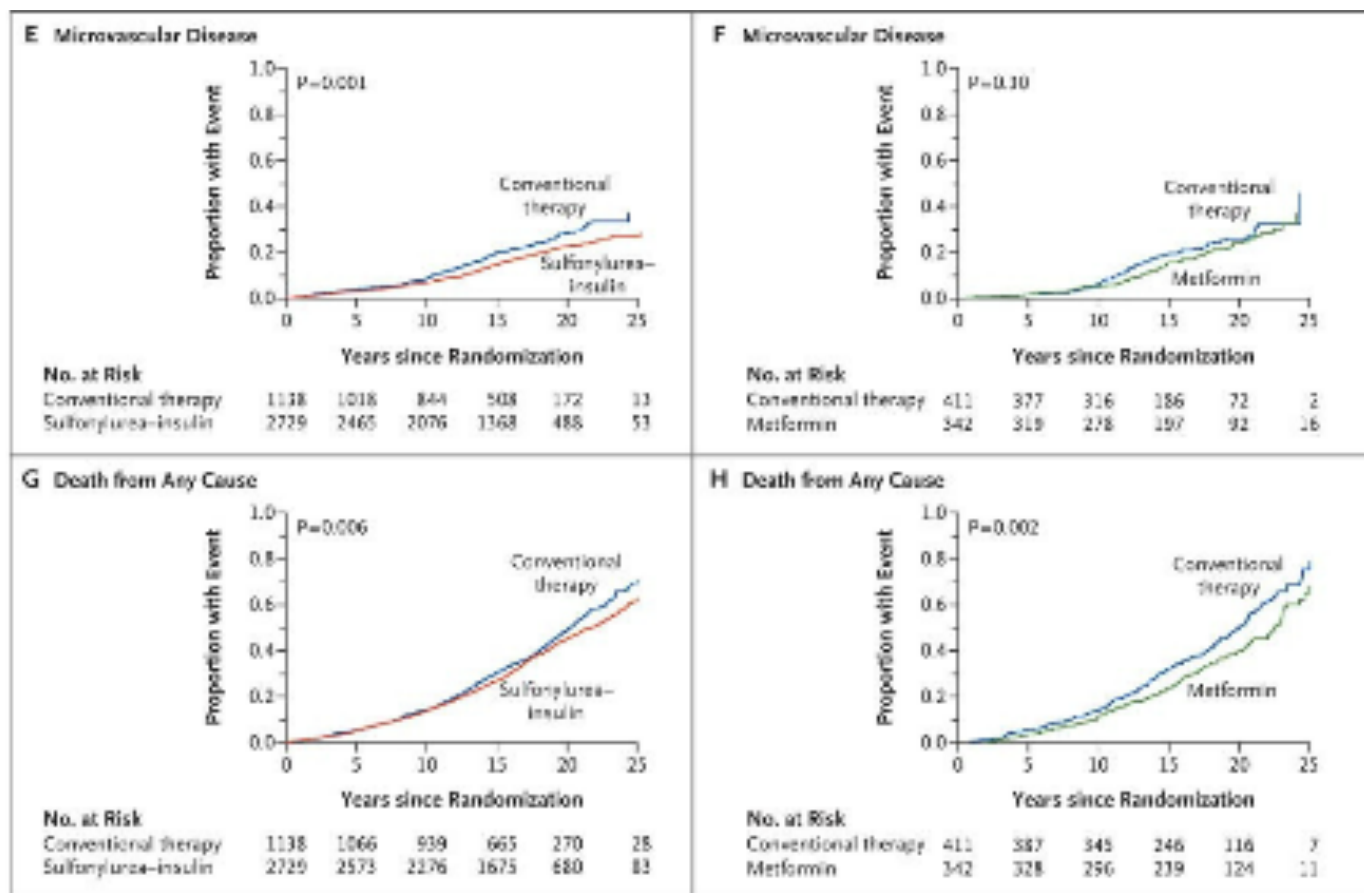 E Microvascular Disease
P=0.001
Proportion with Event
1.0
0.8
0.6
0.4
0.2
0.0
Conventional
therapy
Sulfonylurea–
insulin
0 5 10 15 20 25
Years since Randomization
No. at Risk
Conventional therapy 1138 1018 844 508 172 13
Sulfonylurea–insulin 2729 2465 2076 1368 488 53
F Microvascular Disease
P=0.10
Proportion with Event
1.0
0.8
0.6
0.4
0.2
0.0
Conventional
therapy
Metformin
0 5 10 15 20 25
Years since Randomization
No. at Risk
Conventional therapy 411 377 316 186 72 2
Metformin 342 319 278 197 92 16
G Death from Any Cause
P=0.006
Proportion with Event
1.0
0.8
0.6
0.4
0.2
0.0
Conventional
therapy
Sulfonylurea–
insulin
0 5 10 15 20 25
Years since Randomization
No. at Risk
Conventional therapy 1138 1066 939 665 270 28
Sulfonylurea–insulin 2729 2573 2276 1675 680 83
H Death from Any Cause
P=0.002
Proportion with Event
1.0
0.8
0.6
0.4
0.2
0.0
Conventional
therapy
Metformin
0 5 10 15 20 25
Years since Randomization
No. at Risk
Conventional therapy 411 387 345 246 116 7
Metformin 342 328 296 239 124 11